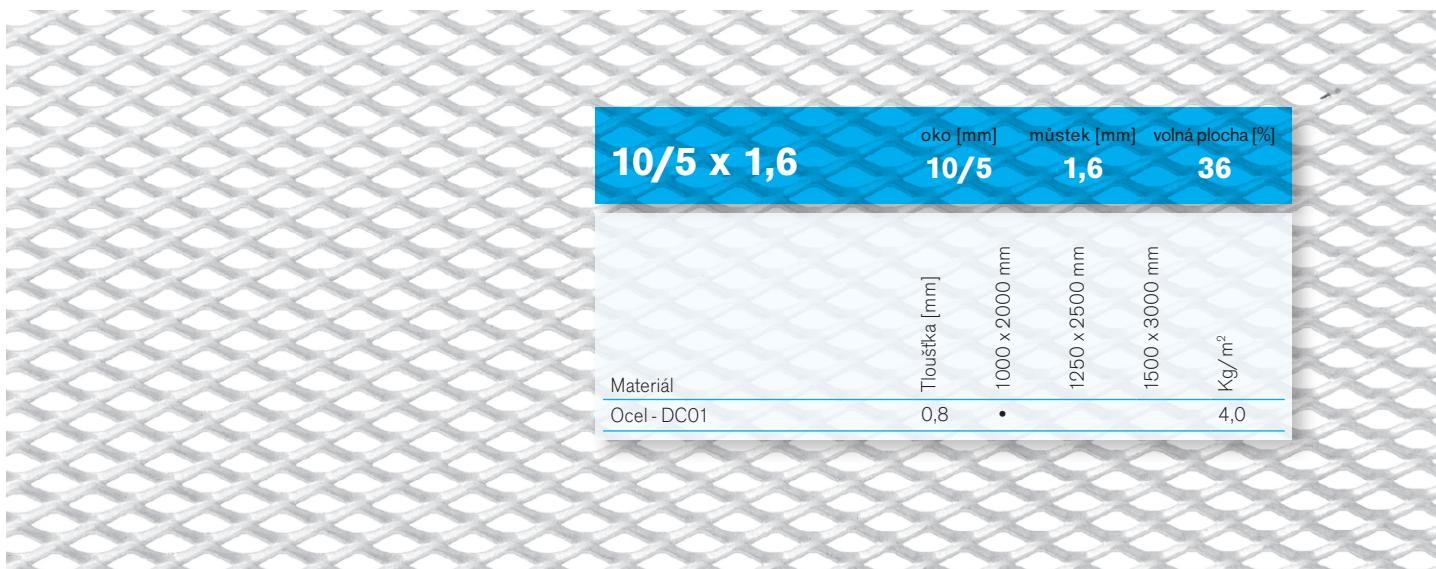 10/5 x 1,6
oko [mm] můstek [mm] volná plocha [%]
10/5 1,6 36
Materiál Tloušťka [mm] 1000 x 2000 mm 1250 x 2500 mm 1500 x 3000 mm Kg/m²
Ocel - DC01 0,8 • 4,0